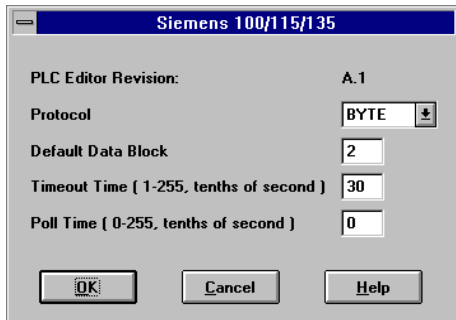 Siemens 100/115/135
PLC Editor Revision: A.1
Protocol BYTE
Default Data Block 2
Timeout Time ( 1-255, tenths of second ) 30
Poll Time ( 0-255, tenths of second ) 0
OK Cancel Help